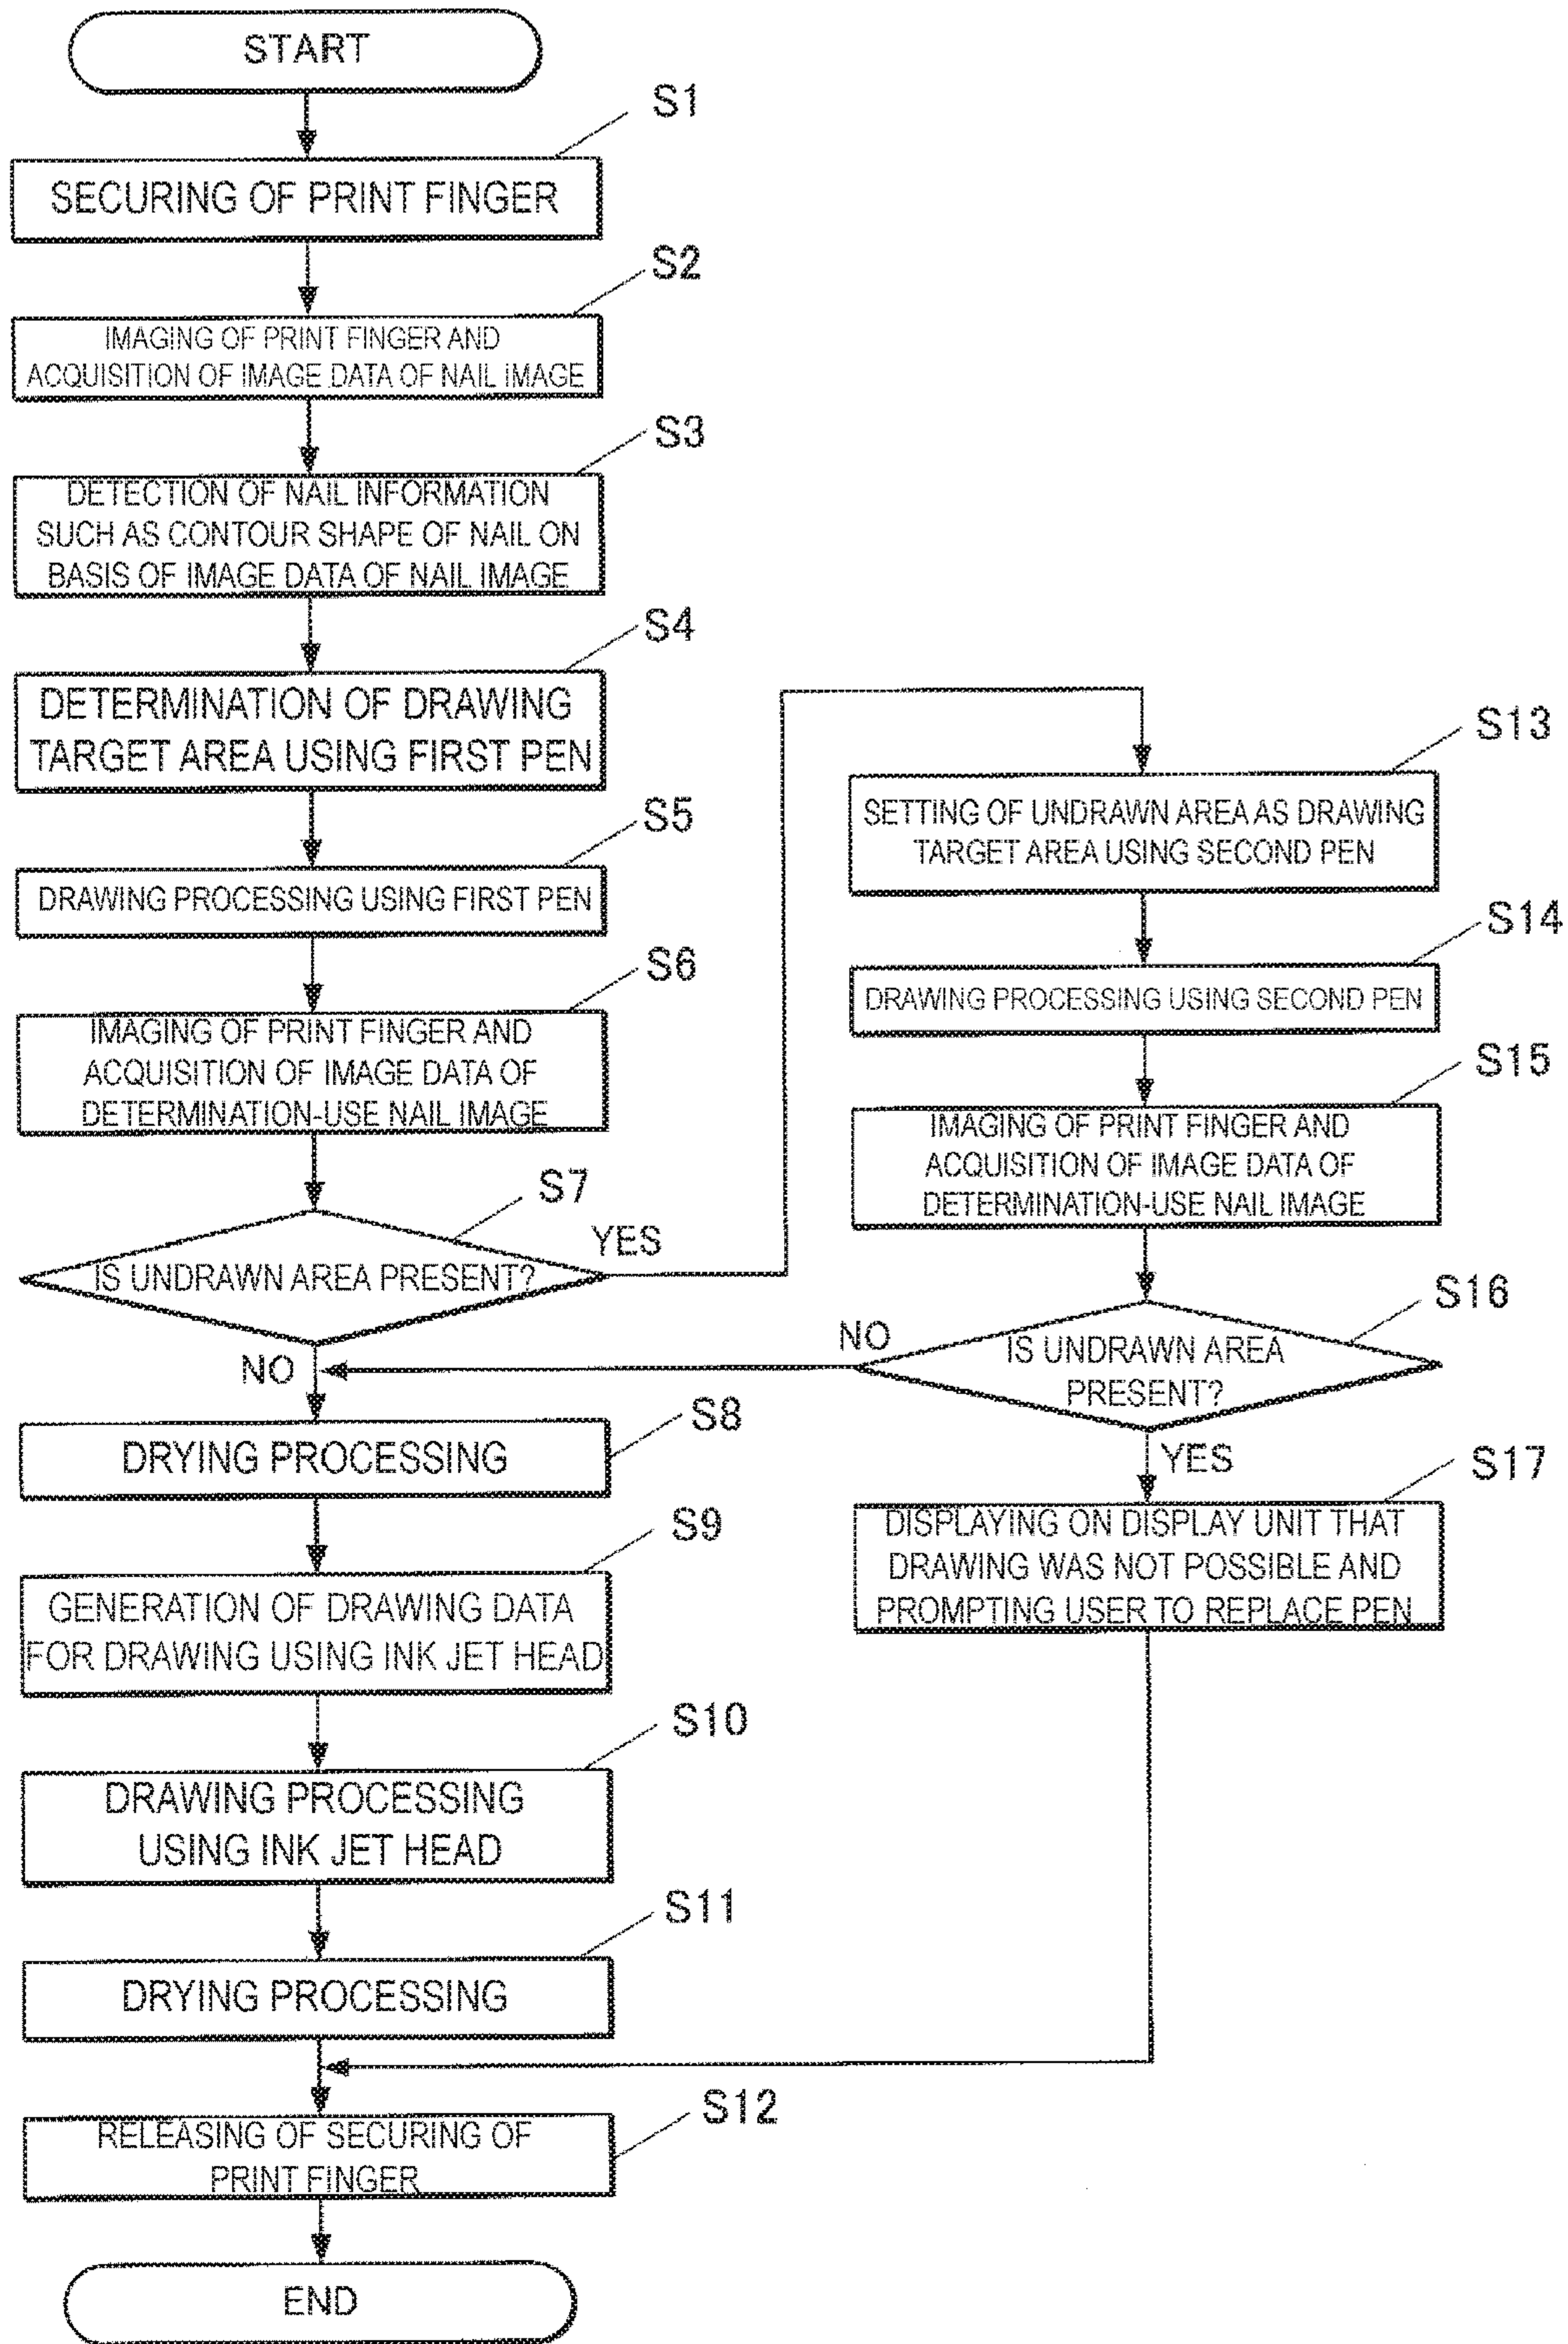 START
S1
SECURING OF PRINT FINGER
S2
IMAGING OF PRINT FINGER AND
ACQUISITION OF IMAGE DATA OF NAIL IMAGE
S3
DETECTION OF NAIL INFORMATION
SUCH AS CONTOUR SHAPE OF NAIL ON
BASIS OF IMAGE DATA OF NAIL IMAGE
S4
DETERMINATION OF DRAWING
TARGET AREA USING FIRST PEN
S5
DRAWING PROCESSING USING FIRST PEN
S6
IMAGING OF PRINT FINGER AND
ACQUISITION OF IMAGE DATA OF
DETERMINATION-USE NAIL IMAGE
S7
IS UNDRAWN AREA PRESENT?
YES
NO
S8
DRYING PROCESSING
S9
GENERATION OF DRAWING DATA
FOR DRAWING USING INK JET HEAD
S10
DRAWING PROCESSING
USING INK JET HEAD
S11
DRYING PROCESSING
S12
RELEASING OF SECURING OF
PRINT FINGER
END
S13
SETTING OF UNDRAWN AREA AS DRAWING
TARGET AREA USING SECOND PEN
S14
DRAWING PROCESSING USING SECOND PEN
S15
IMAGING OF PRINT FINGER AND
ACQUISITION OF IMAGE DATA OF
DETERMINATION-USE NAIL IMAGE
S16
IS UNDRAWN AREA
PRESENT?
NO
YES
S17
DISPLAYING ON DISPLAY UNIT THAT
DRAWING WAS NOT POSSIBLE AND
PROMPTING USER TO REPLACE PEN